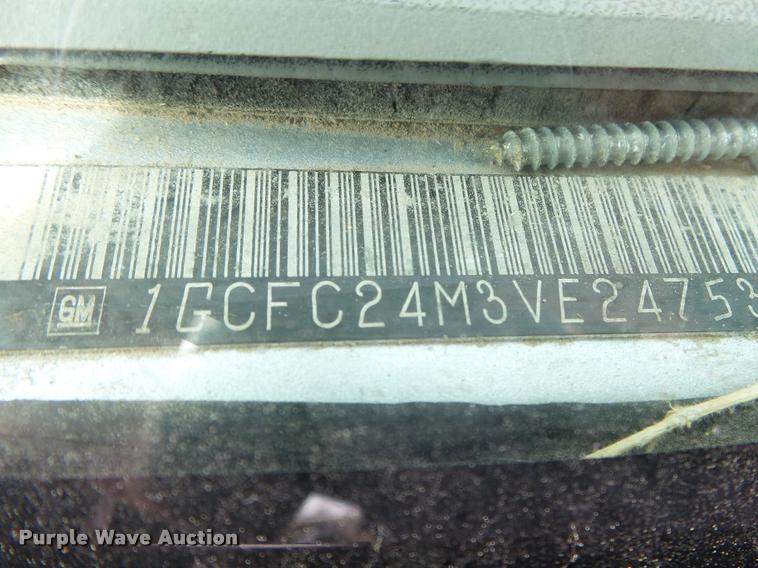 GM 1GCFC24M3VE24753
Purple Wave Auction